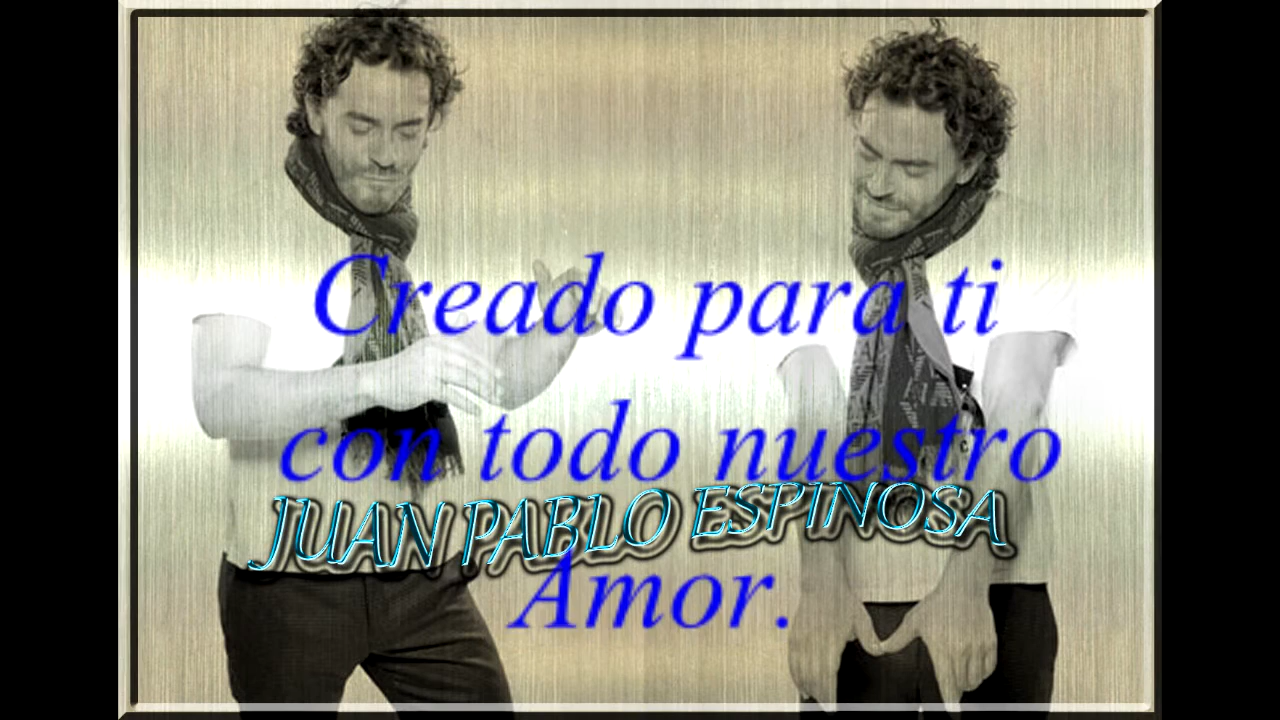 Creado para ti
con todo nuestro
JUAN PABLO ESPINOSA
Amor.